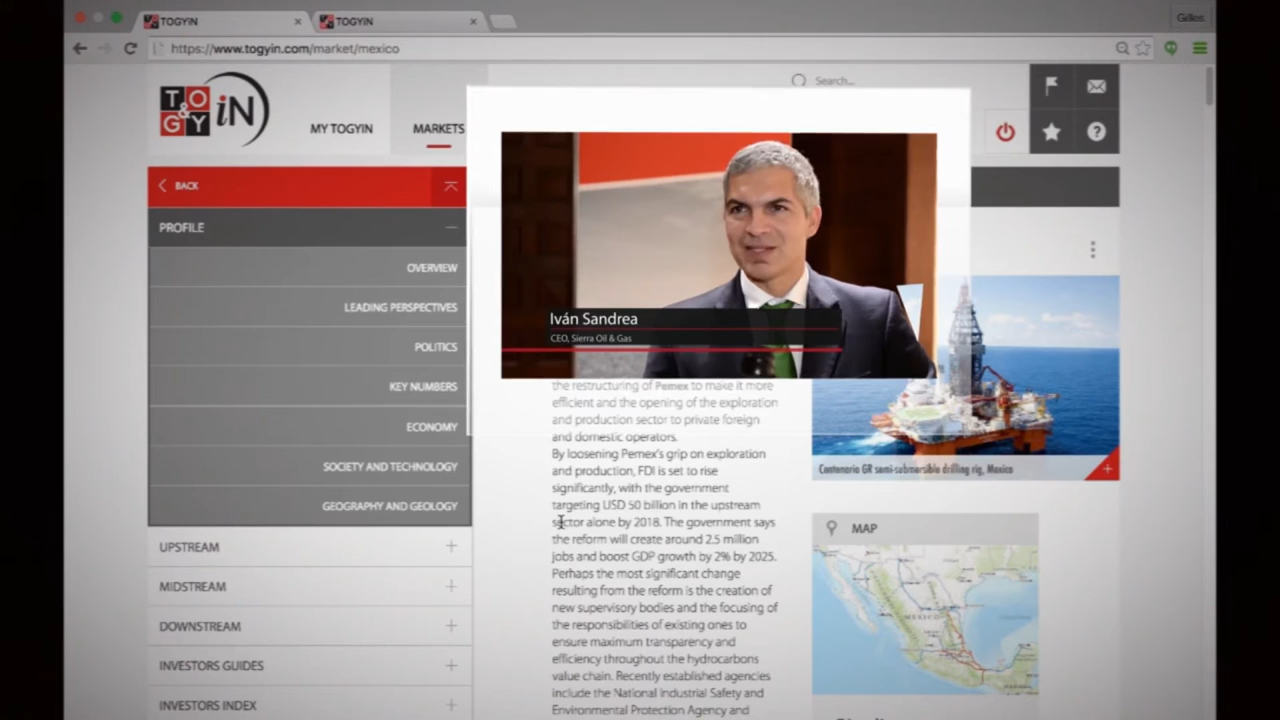 TOGYiN
TOGYiN
Gilles
https://www.togyin.com/market/mexico
TO
&
GY
iN
MY TOGYIN
MARKETS
Search...
BACK
PROFILE
OVERVIEW
LEADING PERSPECTIVES
POLITICS
KEY NUMBERS
ECONOMY
SOCIETY AND TECHNOLOGY
GEOGRAPHY AND GEOLOGY
UPSTREAM
MIDSTREAM
DOWNSTREAM
INVESTORS GUIDES
INVESTORS INDEX
Iván Sandrea
CEO, Sierra Oil & Gas
the restructuring of Pemex to make it more
efficient and the opening of the exploration
and production sector to private foreign
and domestic operators.
By loosening Pemex's grip on exploration
and production, FDI is set to rise
significantly, with the government
targeting USD 50 billion in the upstream
sector alone by 2018. The government says
the reform will create around 2.5 million
jobs and boost GDP growth by 2% by 2025.
Perhaps the most significant change
resulting from the reform is the creation of
new supervisory bodies and the focusing of
the responsibilities of existing ones to
ensure maximum transparency and
efficiency throughout the hydrocarbons
value chain. Recently established agencies
include the National Industrial Safety and
Environmental Protection Agency and
Centenario GR semi-submersible drilling rig, Mexico
MAP
MEXICO